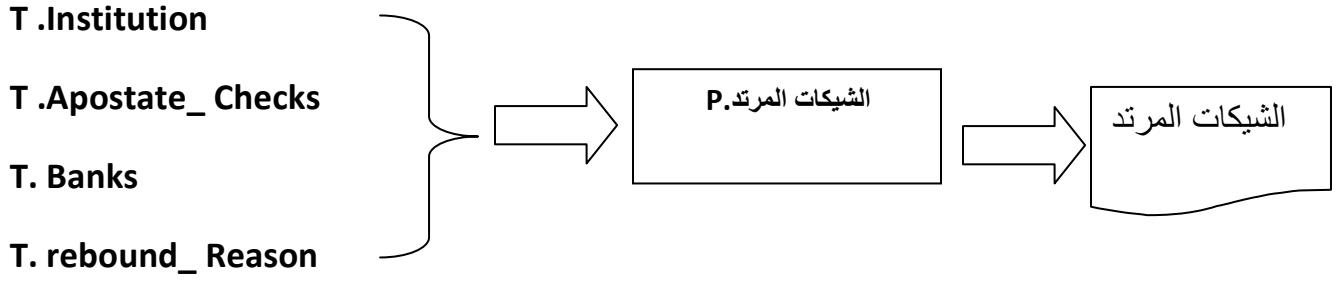 T .Institution
T .Apostate_ Checks
T. Banks
T. rebound_ Reason
P.الشيكات المرتد
الشيكات المرتد